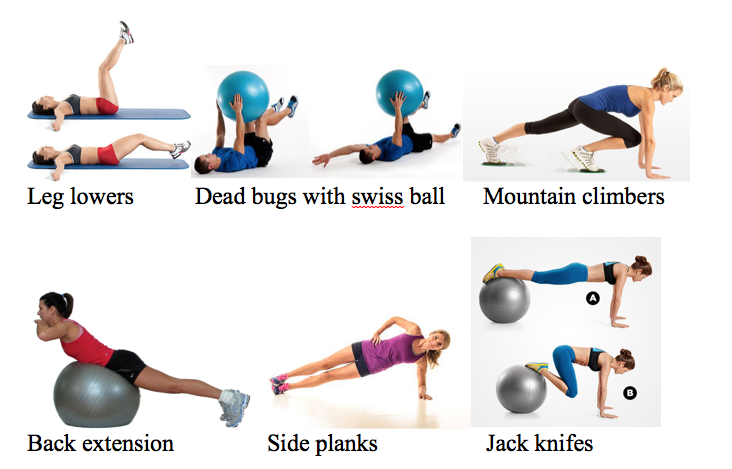 Leg lowers Dead bugs with swiss ball Mountain climbers
A
B
Back extension Side planks Jack knifes